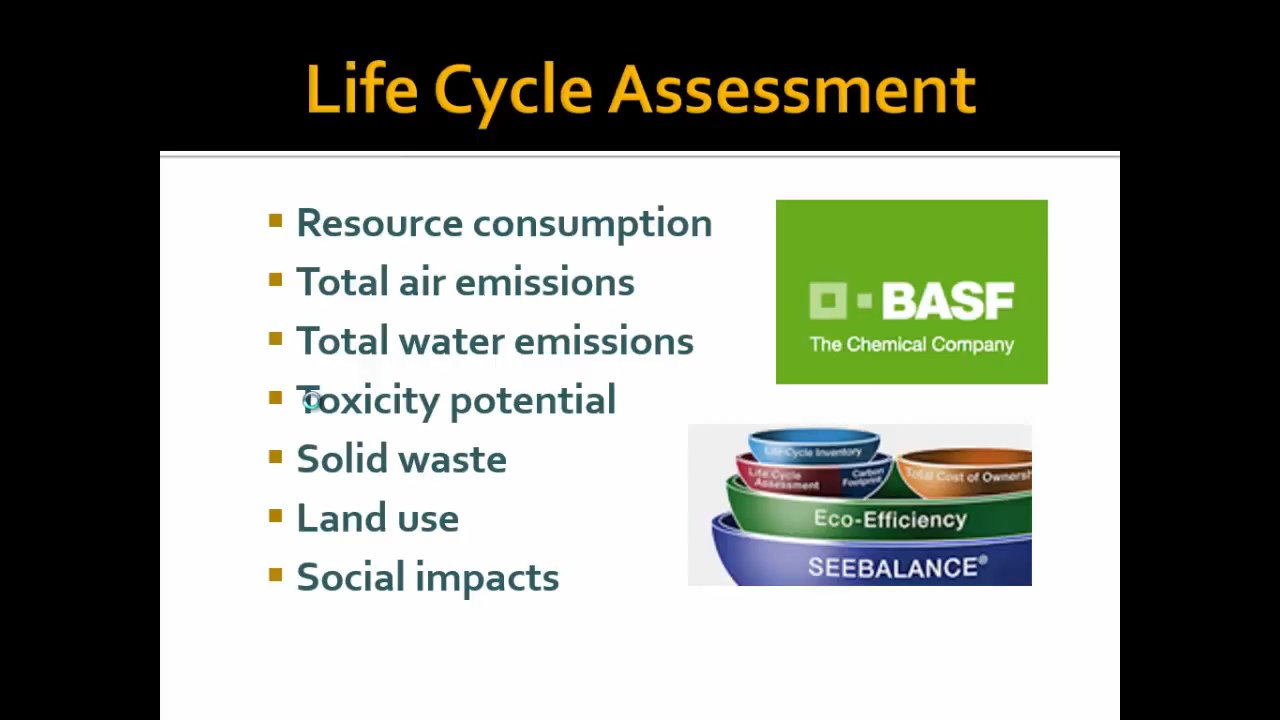 Life Cycle Assessment
Resource consumption
Total air emissions
Total water emissions
Toxicity potential
Solid waste
Land use
Social impacts
BASF
The Chemical Company
Life Cycle Inventory
Life Cycle
Assessment
Carbon
Footprint
Total Cost of Ownersh
Eco-Efficiency
SEEBALANCE®